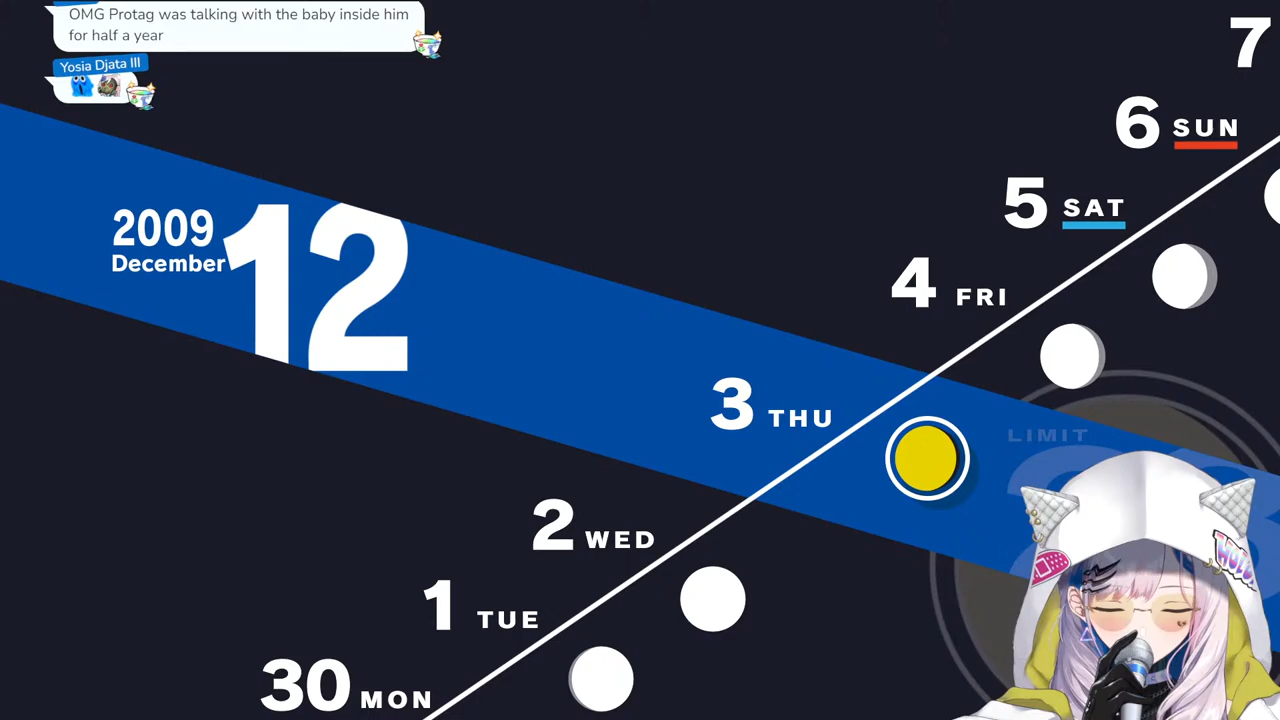 OMG Protag was talking with the baby inside him
for half a year
Yosia Djata III
7
6 SUN
5 SAT
4 FRI
2009
December
12
3 THU
LIMIT
2 WED
1 TUE
30 MON